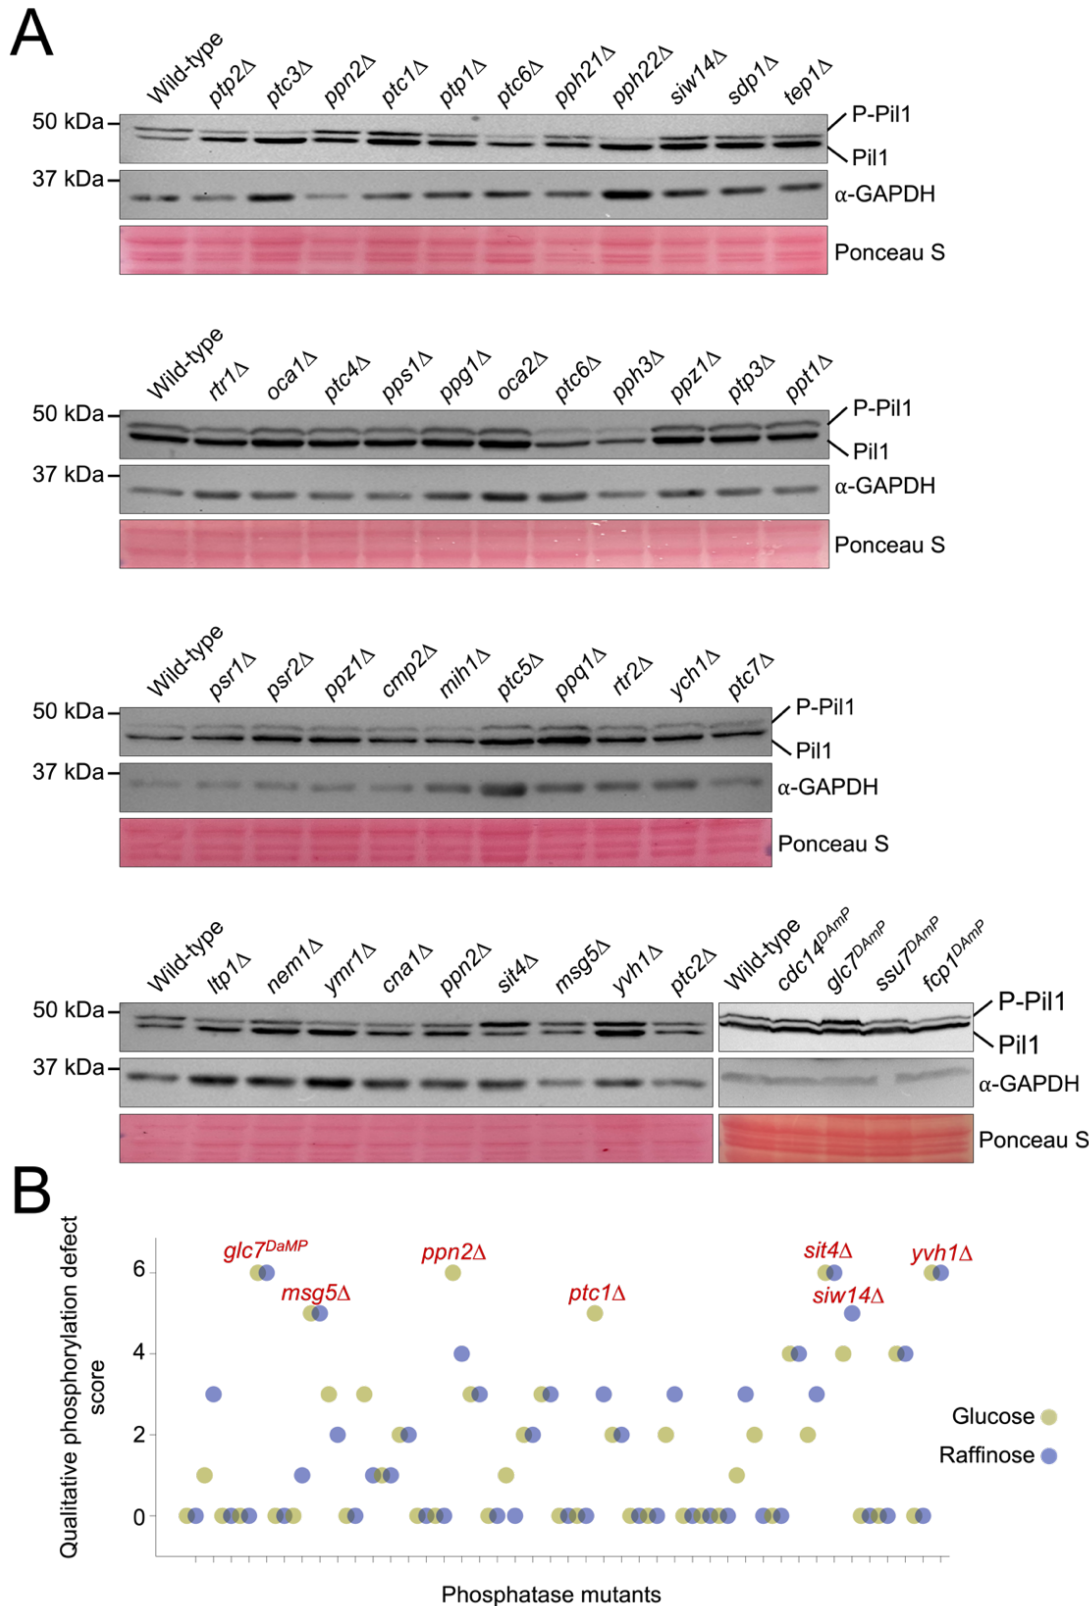 A
Wild-type ptp2Δ ptc3Δ ppn2Δ ptc1Δ ptp1Δ ptc6Δ pph21Δ pph22Δ siw14Δ sdp1Δ tep1Δ
50 kDa
P-Pil1
Pil1
37 kDa
α-GAPDH
Ponceau S
Wild-type rtr1Δ oca1Δ ptc4Δ pps1Δ ppg1Δ oca2Δ ptc6Δ pph3Δ ppz1Δ ptp3Δ ppt1Δ
50 kDa
P-Pil1
Pil1
37 kDa
α-GAPDH
Ponceau S
Wild-type psr1Δ psr2Δ ppz1Δ cmp2Δ mih1Δ ptc5Δ ppq1Δ rtr2Δ ych1Δ ptc7Δ
50 kDa
P-Pil1
Pil1
37 kDa
α-GAPDH
Ponceau S
Wild-type ltp1Δ nem1Δ ymr1Δ cna1Δ ppn2Δ sit4Δ msg5Δ yvh1Δ ptc2Δ Wild-type cdc14DAmP glc7DAmP ssu7DAmP fcp1DAmP
50 kDa
P-Pil1
Pil1
37 kDa
α-GAPDH
Ponceau S
B
Qualitative phosphorylation defect
score
6
4
2
0
glc7DaMP
msg5Δ
ppn2Δ
ptc1Δ
sit4Δ
siw14Δ
yvh1Δ
Glucose
Raffinose
Phosphatase mutants